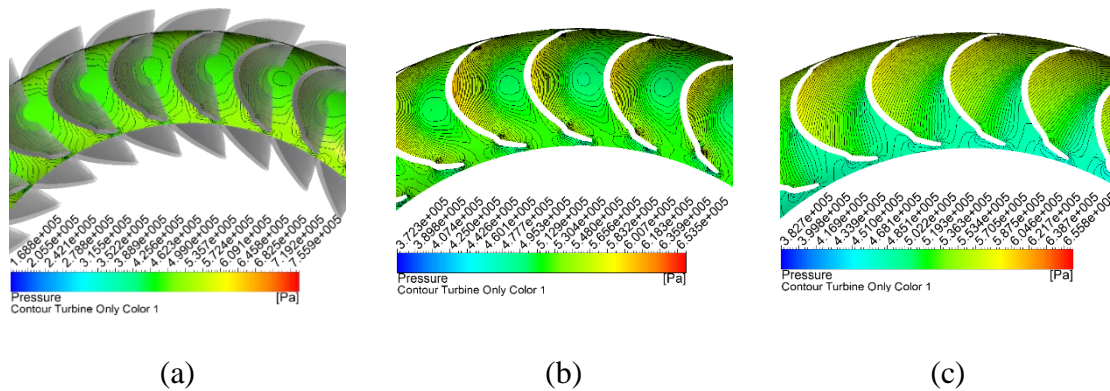 1.688e+005
2.055e+005
2.421e+005
2.788e+005
3.155e+005
3.522e+005
3.889e+005
4.256e+005
4.623e+005
4.990e+005
5.357e+005
5.724e+005
6.091e+005
6.458e+005
6.825e+005
7.192e+005
7.559e+005
Pressure [Pa]
Contour Turbine Only Color 1
(a)
3.723e+005
3.898e+005
4.074e+005
4.250e+005
4.426e+005
4.601e+005
4.777e+005
4.953e+005
5.129e+005
5.304e+005
5.480e+005
5.656e+005
5.832e+005
6.007e+005
6.183e+005
6.359e+005
6.535e+005
Pressure [Pa]
Contour Turbine Only Color 1
(b)
3.827e+005
3.998e+005
4.169e+005
4.339e+005
4.510e+005
4.681e+005
4.851e+005
5.022e+005
5.193e+005
5.363e+005
5.534e+005
5.705e+005
5.875e+005
6.046e+005
6.217e+005
6.387e+005
6.558e+005
Pressure [Pa]
Contour Turbine Only Color 1
(c)